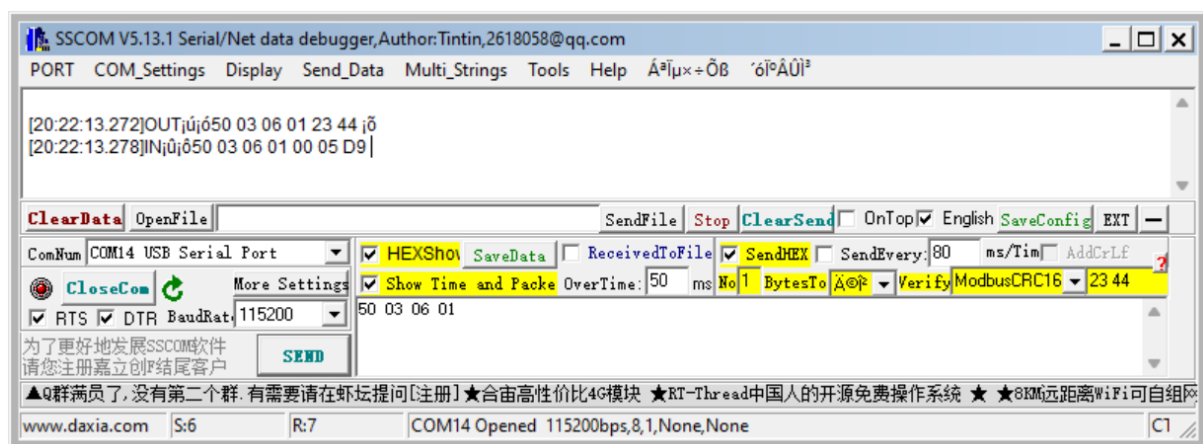 SSCOM V5.13.1 Serial/Net data debugger,Author:Tintin,2618058@qq.com
PORT COM_Settings Display Send_Data Multi_Strings Tools Help ÁªÏµ×÷Õß ´óÏºÂÛÌ³
[20:22:13.272]OUT¡ú¡ó50 03 06 01 23 44 ¡õ
[20:22:13.278]IN¡û¡ô50 03 06 01 00 05 D9
ClearData OpenFile SendFile Stop ClearSend OnTop English SaveConfig EXT —
ComNum COM14 USB Serial Port HEXShow SaveData ReceivedToFile SendHEX SendEvery: 80 ms/Tim AddCrLf
CloseCom More Settings Show Time and Packe OverTime: 50 ms No 1 BytesTo Verify ModbusCRC16 23 44
RTS DTR BaudRat: 115200 50 03 06 01
为了更好地发展SSCOM软件
请您注册嘉立创F结尾客户 SEND
▲Q群满员了,没有第二个群.有需要请在虾坛提问[注册]★合宙高性价比4G模块 ★RT-Thread中国人的开源免费操作系统 ★ ★8KM远距离WiFi可自组网
www.daxia.com S:6 R:7 COM14 Opened 115200bps,8,1,None,None